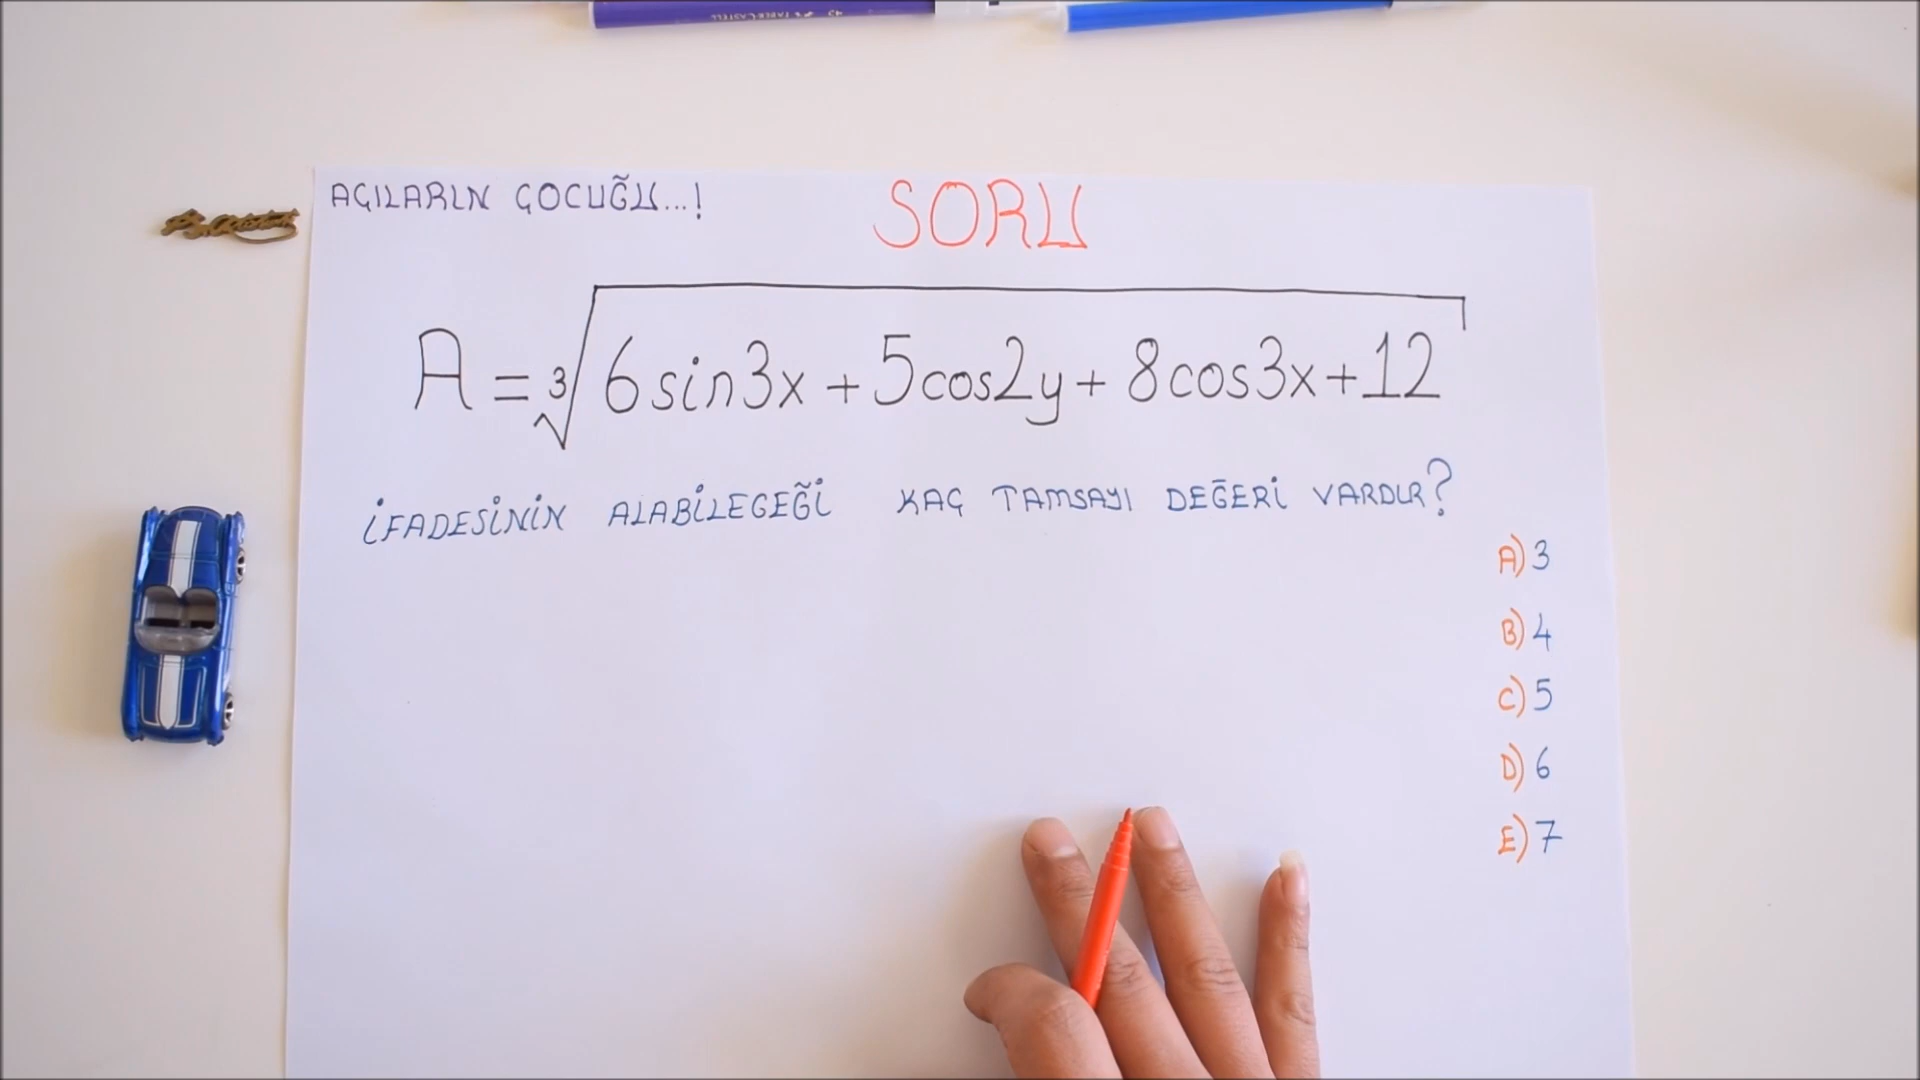 AÇILARIN ÇOCUĞU...!
SORU
A = ∛(6sin3x + 5cos2y + 8cos3x + 12)
İFADESİNİN ALABİLECEĞİ KAÇ TAMSAYI DEĞERİ VARDIR?
A) 3
B) 4
C) 5
D) 6
E) 7